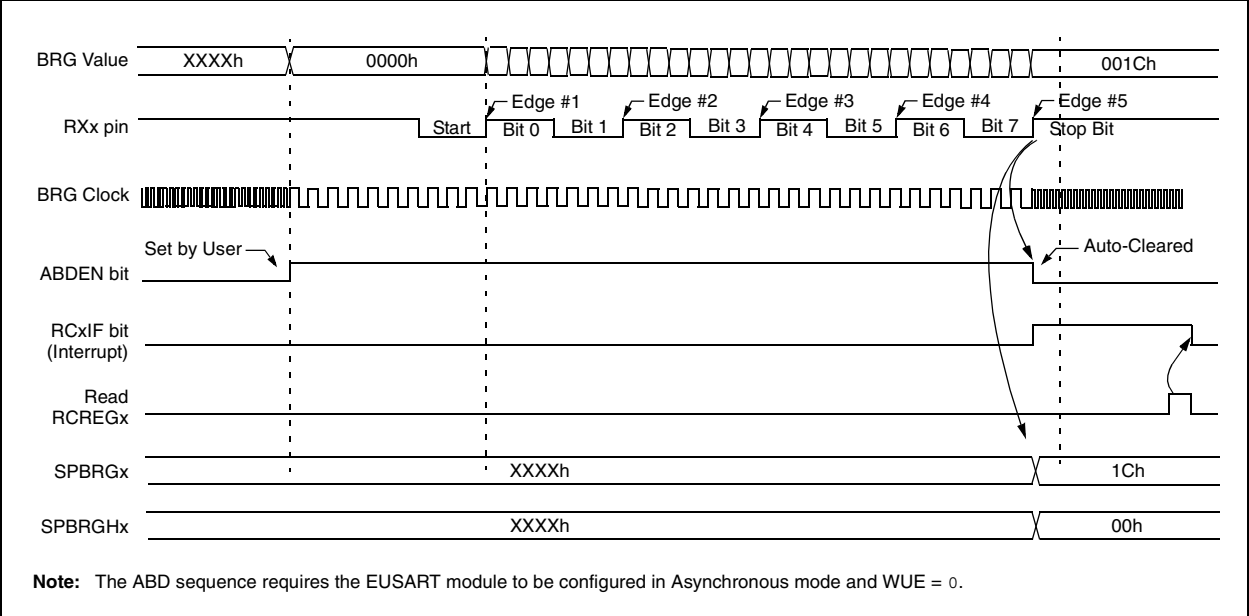 BRG Value
XXXXh
0000h
001Ch
Edge #1
Edge #2
Edge #3
Edge #4
Edge #5
RXx pin
Start
Bit 0
Bit 1
Bit 2
Bit 3
Bit 4
Bit 5
Bit 6
Bit 7
Stop Bit
BRG Clock
Set by User
Auto-Cleared
ABDEN bit
RCxIF bit
(Interrupt)
Read
RCREGx
SPBRGx
XXXXh
1Ch
SPBRGHx
XXXXh
00h
Note: The ABD sequence requires the EUSART module to be configured in Asynchronous mode and WUE = 0.